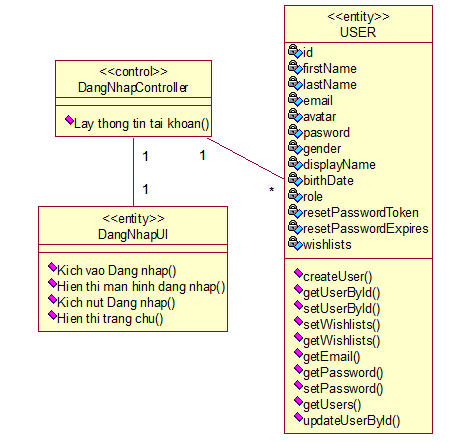 <<control>>
DangNhapController
Lay thong tin tai khoan()
1
1
1
*
<<entity>>
DangNhapUI
Kich vao Dang nhap()
Hien thi man hinh dang nhap()
Kich nut Dang nhap()
Hien thi trang chu()
<<entity>>
USER
id
firstName
lastName
email
avatar
pasword
gender
displayName
birthDate
role
resetPasswordToken
resetPasswordExpires
wishlists
createUser()
getUserById()
setUserById()
setWishlists()
getWishlists()
getEmail()
getPassword()
setPassword()
getUsers()
updateUserById()